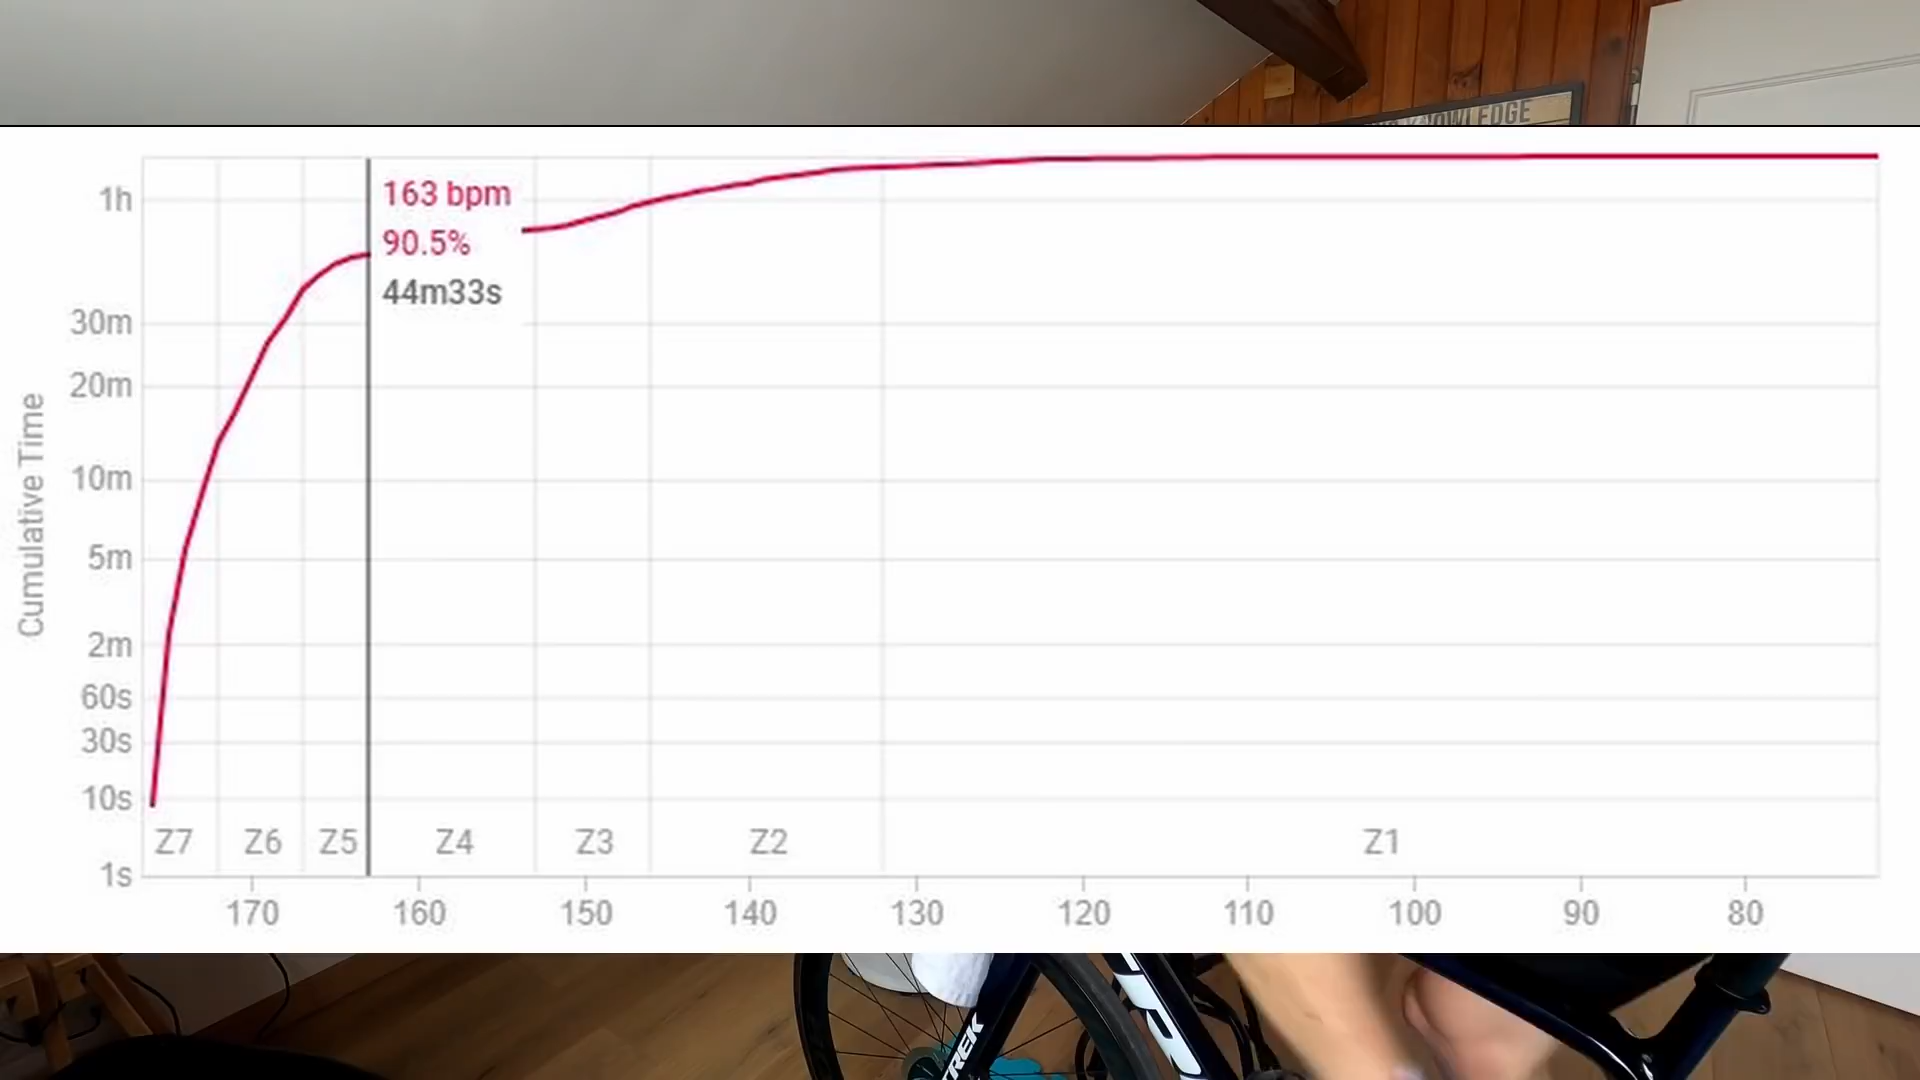 KNOWLEDGE
163 bpm
90.5%
44m33s
Cumulative Time
1h
30m
20m
10m
5m
2m
60s
30s
10s
1s
Z7 Z6 Z5 Z4 Z3 Z2 Z1
170 160 150 140 130 120 110 100 90 80
TREK